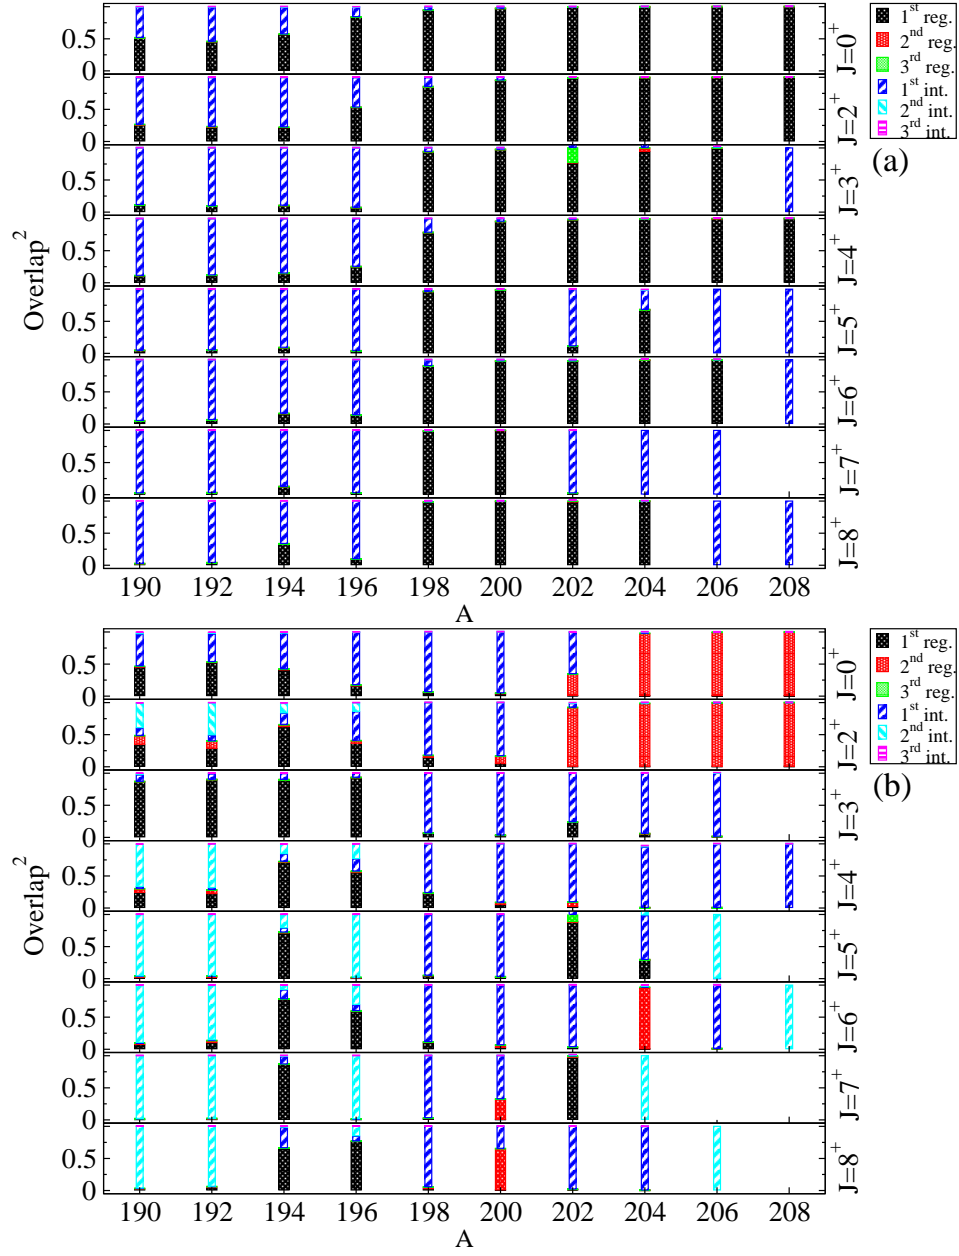 0.5
J=0⁺
0.5
0
J=2⁺
0.5
0
J=3⁺
0.5
0
J=4⁺
0.5
0
J=5⁺
0.5
0
J=6⁺
0.5
0
J=7⁺
0.5
0
J=8⁺
Overlap²
190 192 194 196 198 200 202 204 206 208
A
1ˢᵗ reg.
2ⁿᵈ reg.
3ʳᵈ reg.
1ˢᵗ int.
2ⁿᵈ int.
3ʳᵈ int.
(a)
0.5
0
J=0⁺
0.5
0
J=2⁺
0.5
0
J=3⁺
0.5
0
J=4⁺
0.5
J=5⁺
0.5
0
J=6⁺
0.5
0
J=7⁺
0.5
0
J=8⁺
Overlap²
190 192 194 196 198 200 202 204 206 208
A
1ˢᵗ reg.
2ⁿᵈ reg.
3ʳᵈ reg.
1ˢᵗ int.
2ⁿᵈ int.
3ʳᵈ int.
(b)